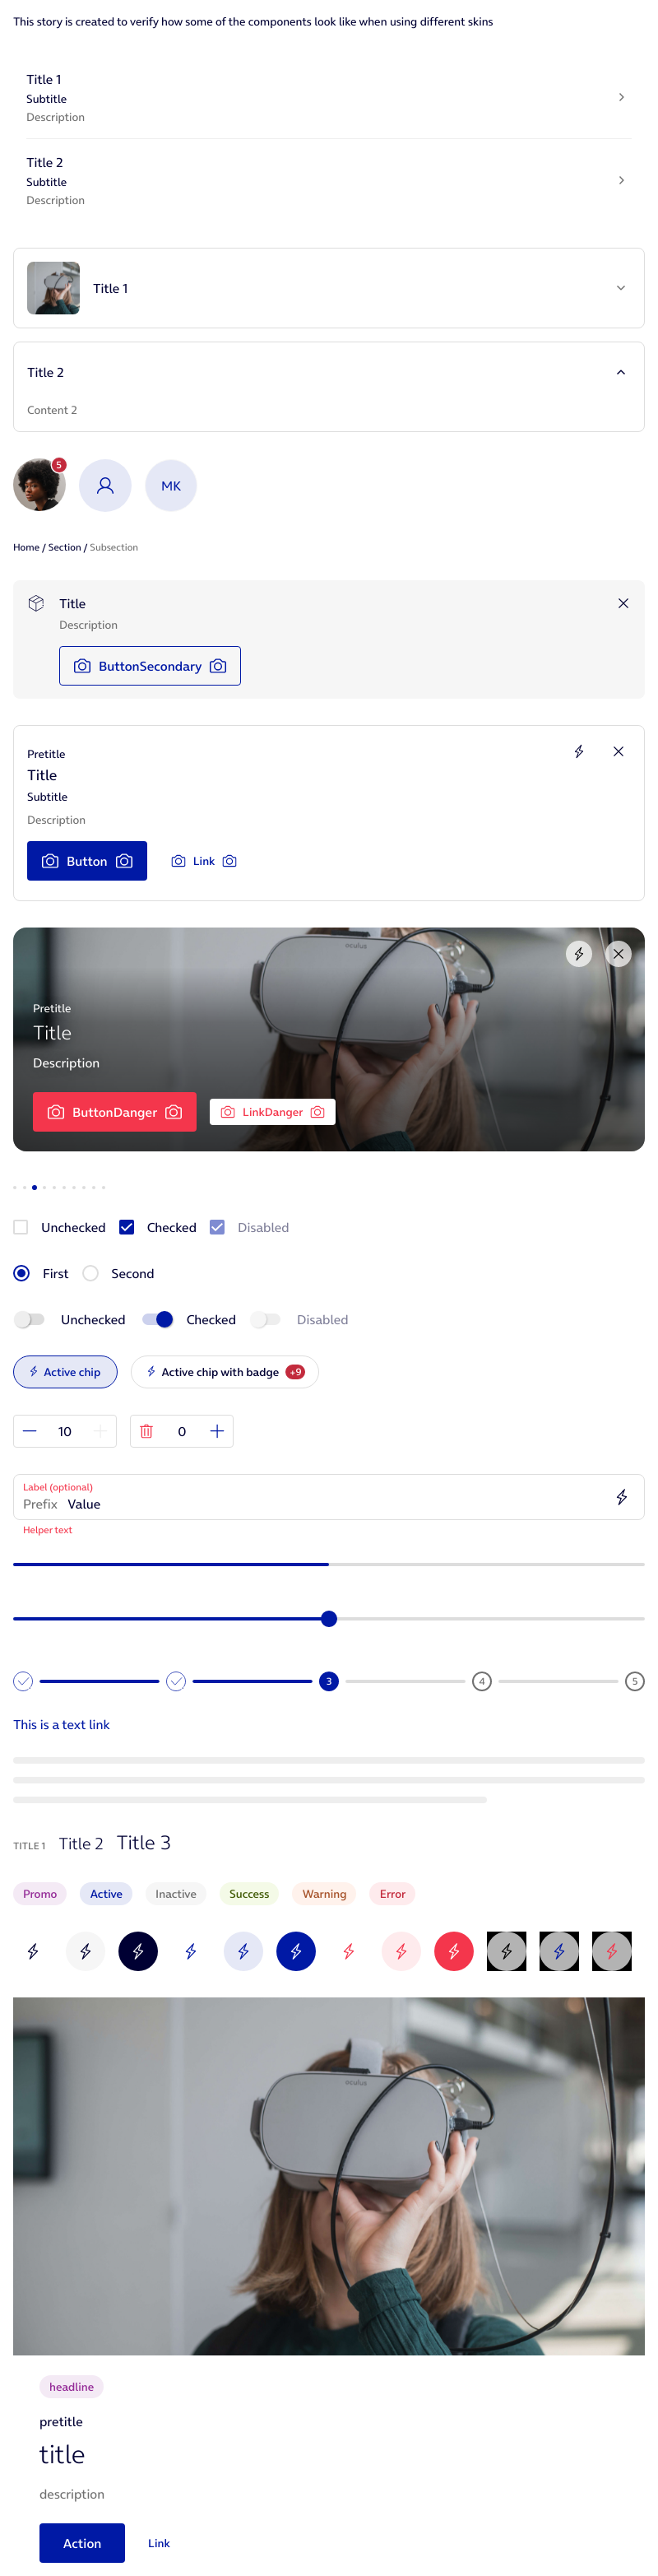 This story is created to verify how some of the components look like when using different skins
Title 1
Subtitle
Description
Title 2
Subtitle
Description
Title 1
Title 2
Content 2
5
MK
Home / Section / Subsection
Title
Description
ButtonSecondary
Pretitle
Title
Subtitle
Description
Button Link
oculus
Pretitle
Title
Description
ButtonDanger LinkDanger
Unchecked Checked Disabled
First Second
Unchecked Checked Disabled
Active chip Active chip with badge +9
10 0
Label (optional)
Prefix Value
Helper text
3 4 5
This is a text link
TITLE 1 Title 2 Title 3
Promo Active Inactive Success Warning Error
oculus
headline
pretitle
title
description
Action Link